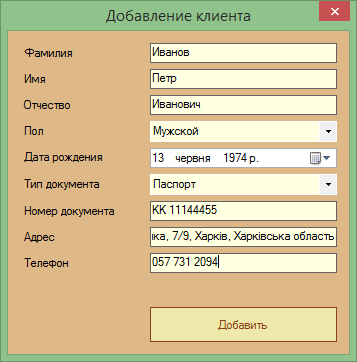 Добавление клиента
Фамилия Иванов
Имя Петр
Отчество Иванович
Пол Мужской
Дата рождения 13 червня 1974 р.
Тип документа Паспорт
Номер документа КК 11144455
Адрес 7/9, Харків, Харківська область
Телефон 057 731 2094
Добавить